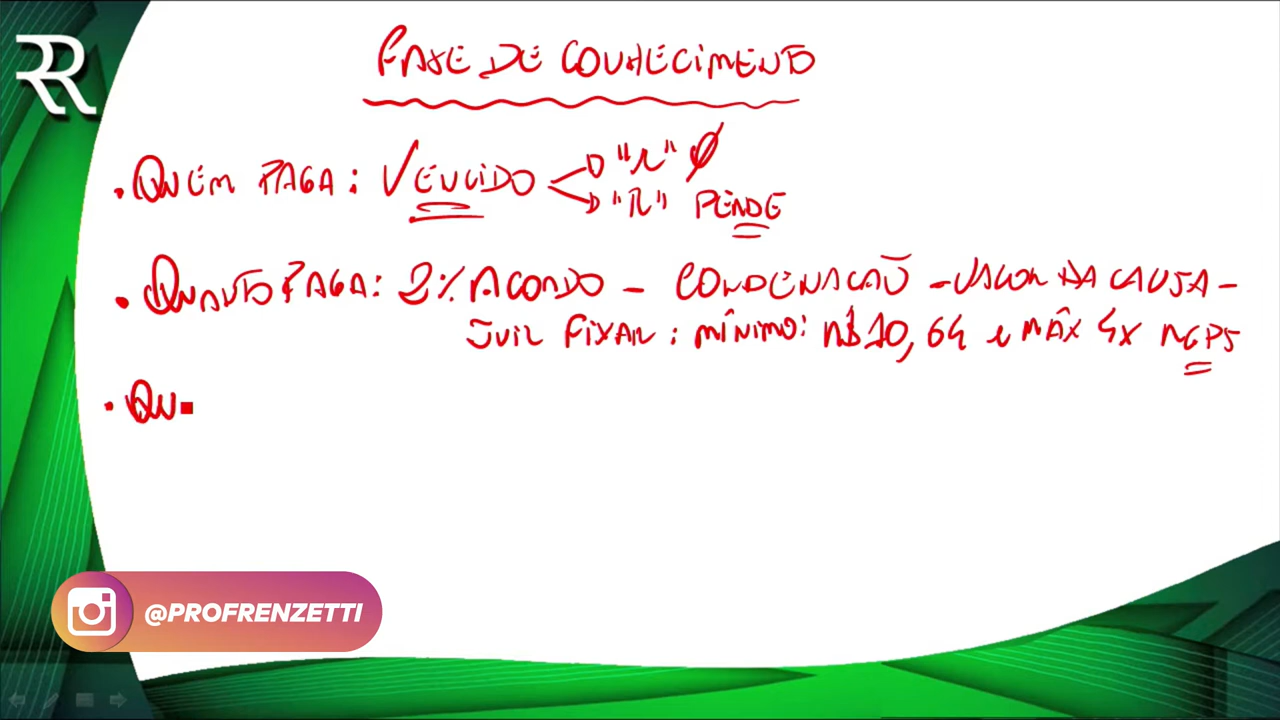 FASE DE CONHECIMENTO
• QUEM PAGA: VENCIDO "R" Ø
"R" PERDE
• QUANTO PAGA: 2% ACORDO - CONDENAÇÃO - VALOR DA CAUSA -
JUIZ FIXAR: MÍNIMO: R$10,64 e MÁX 4X RGPS
• QU
@PROFRENZETTI